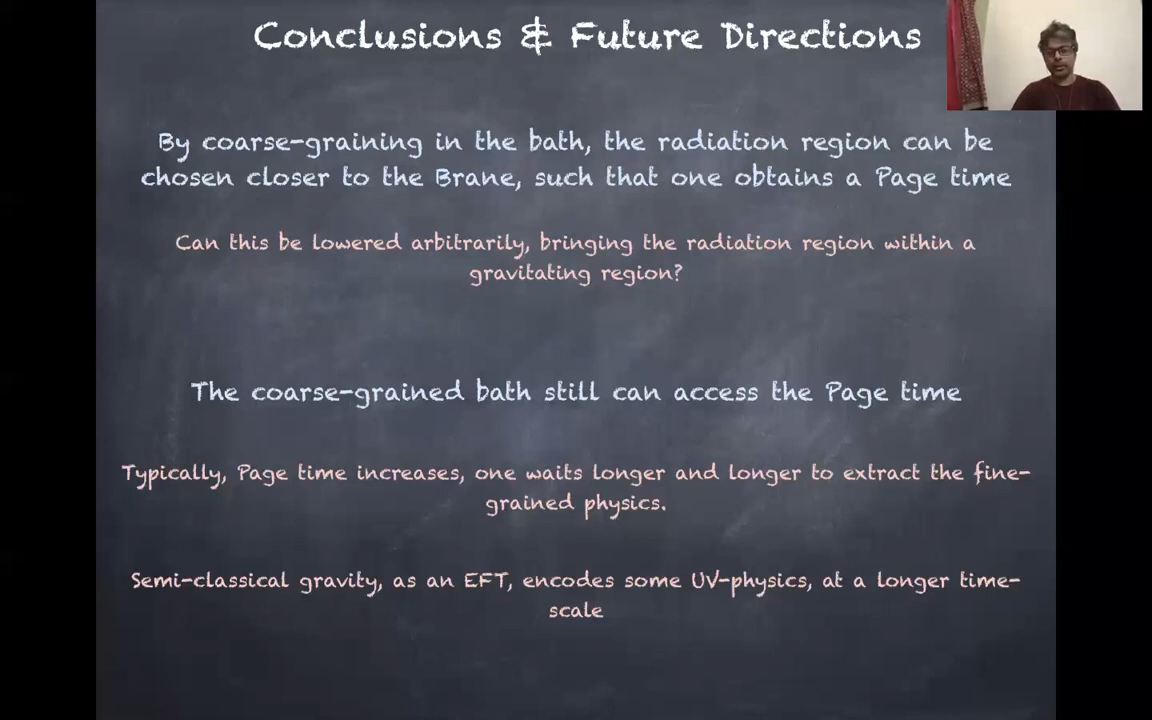 Conclusions & Future Directions
By coarse-graining in the bath, the radiation region can be
chosen closer to the Brane, such that one obtains a Page time
Can this be lowered arbitrarily, bringing the radiation region within a
gravitating region?
The coarse-grained bath still can access the Page time
Typically, Page time increases, one waits longer and longer to extract the fine-
grained physics.
Semi-classical gravity, as an EFT, encodes some UV-physics, at a longer time-
scale